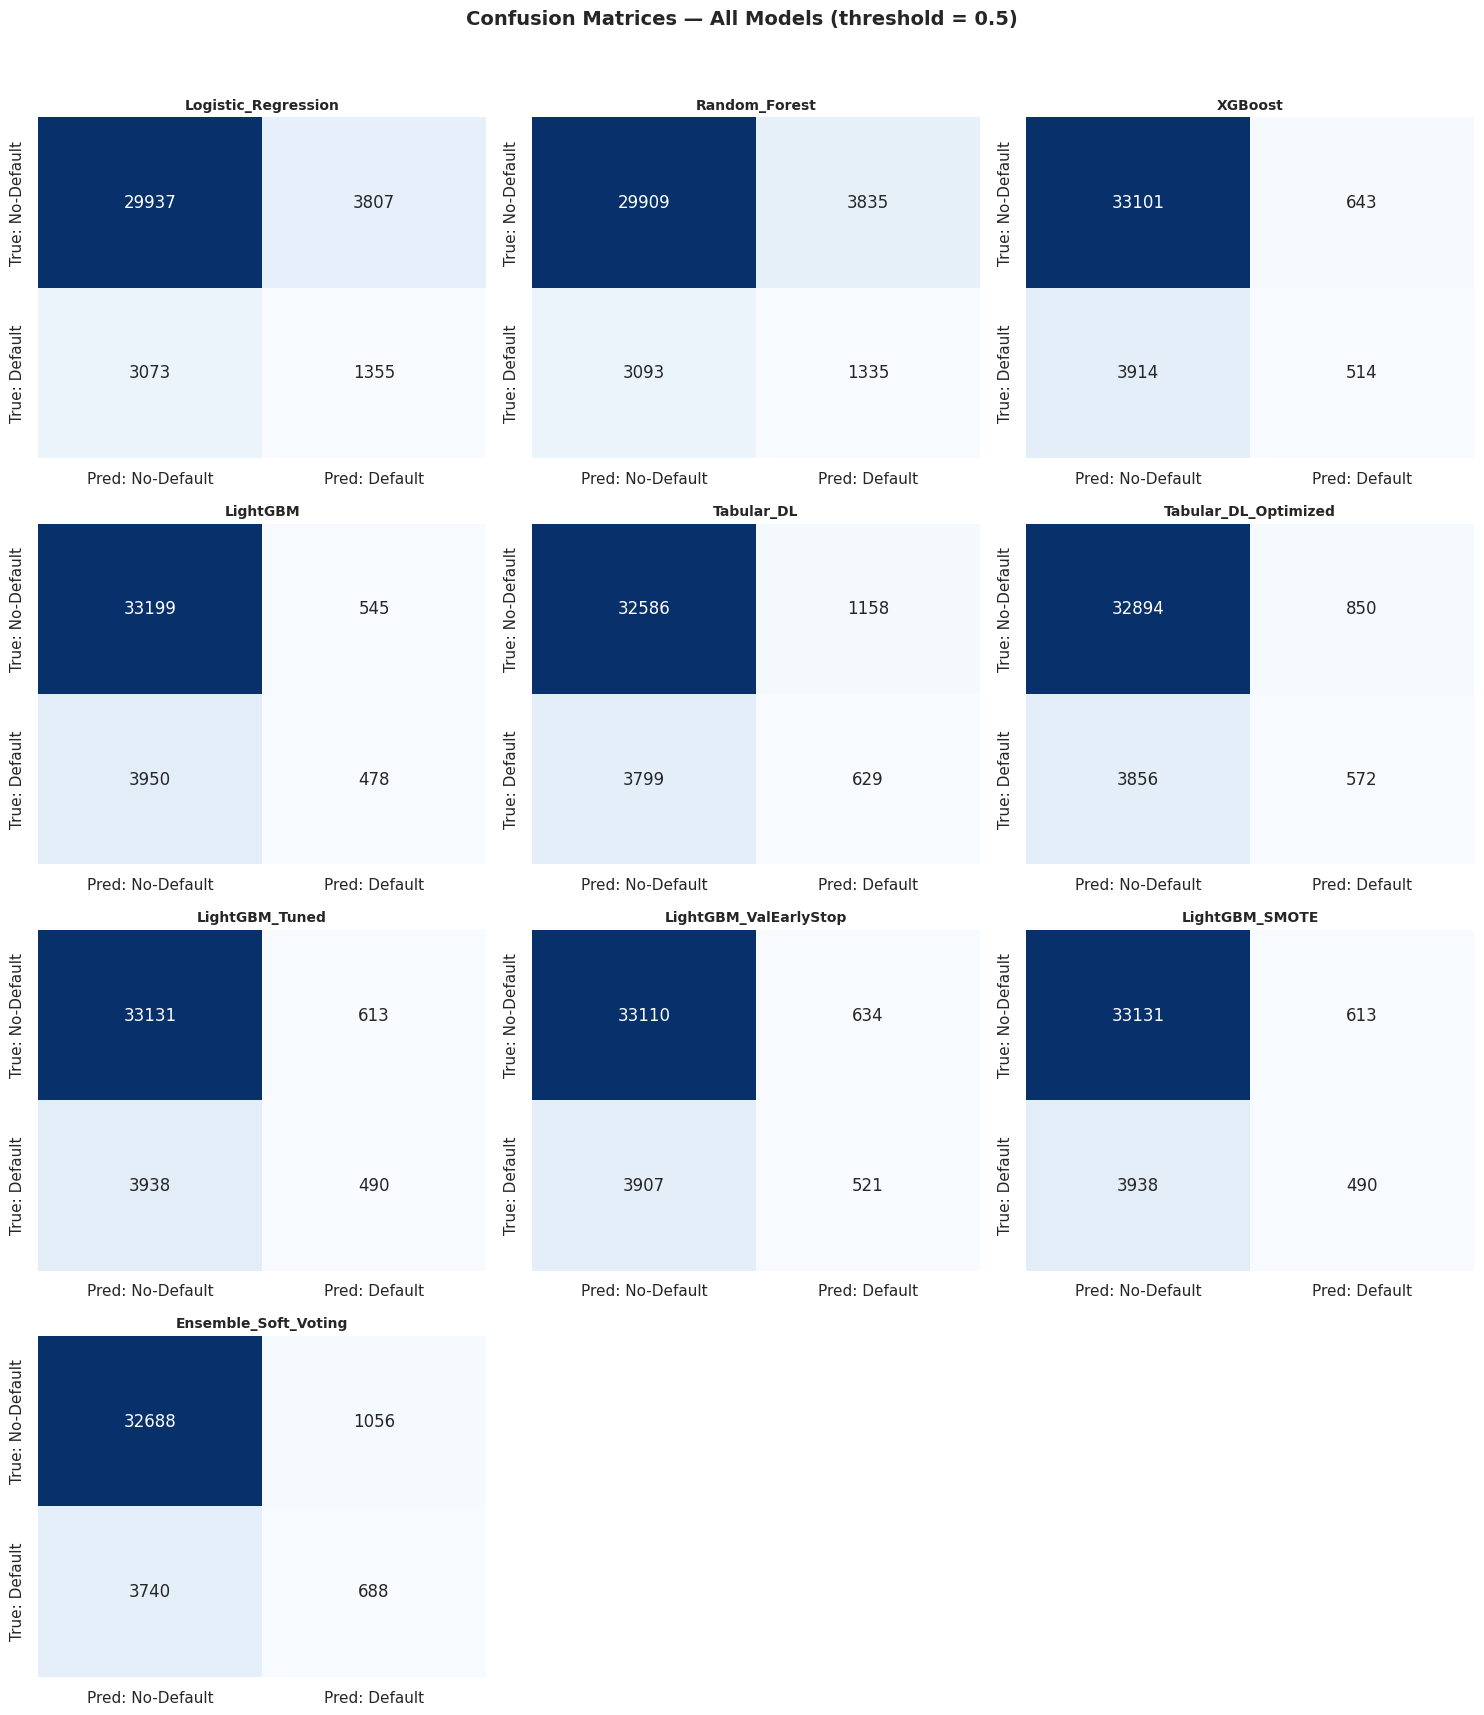 Confusion Matrices — All Models (threshold = 0.5)
Logistic_Regression
True: No-Default
29937 3807
True: Default
3073 1355
Pred: No-Default Pred: Default
Random_Forest
True: No-Default
29909 3835
True: Default
3093 1335
Pred: No-Default Pred: Default
XGBoost
True: No-Default
33101 643
True: Default
3914 514
Pred: No-Default Pred: Default
LightGBM
True: No-Default
33199 545
True: Default
3950 478
Pred: No-Default Pred: Default
Tabular_DL
True: No-Default
32586 1158
True: Default
3799 629
Pred: No-Default Pred: Default
Tabular_DL_Optimized
True: No-Default
32894 850
True: Default
3856 572
Pred: No-Default Pred: Default
LightGBM_Tuned
True: No-Default
33131 613
True: Default
3938 490
Pred: No-Default Pred: Default
LightGBM_ValEarlyStop
True: No-Default
33110 634
True: Default
3907 521
Pred: No-Default Pred: Default
LightGBM_SMOTE
True: No-Default
33131 613
True: Default
3938 490
Pred: No-Default Pred: Default
Ensemble_Soft_Voting
True: No-Default
32688 1056
True: Default
3740 688
Pred: No-Default Pred: Default